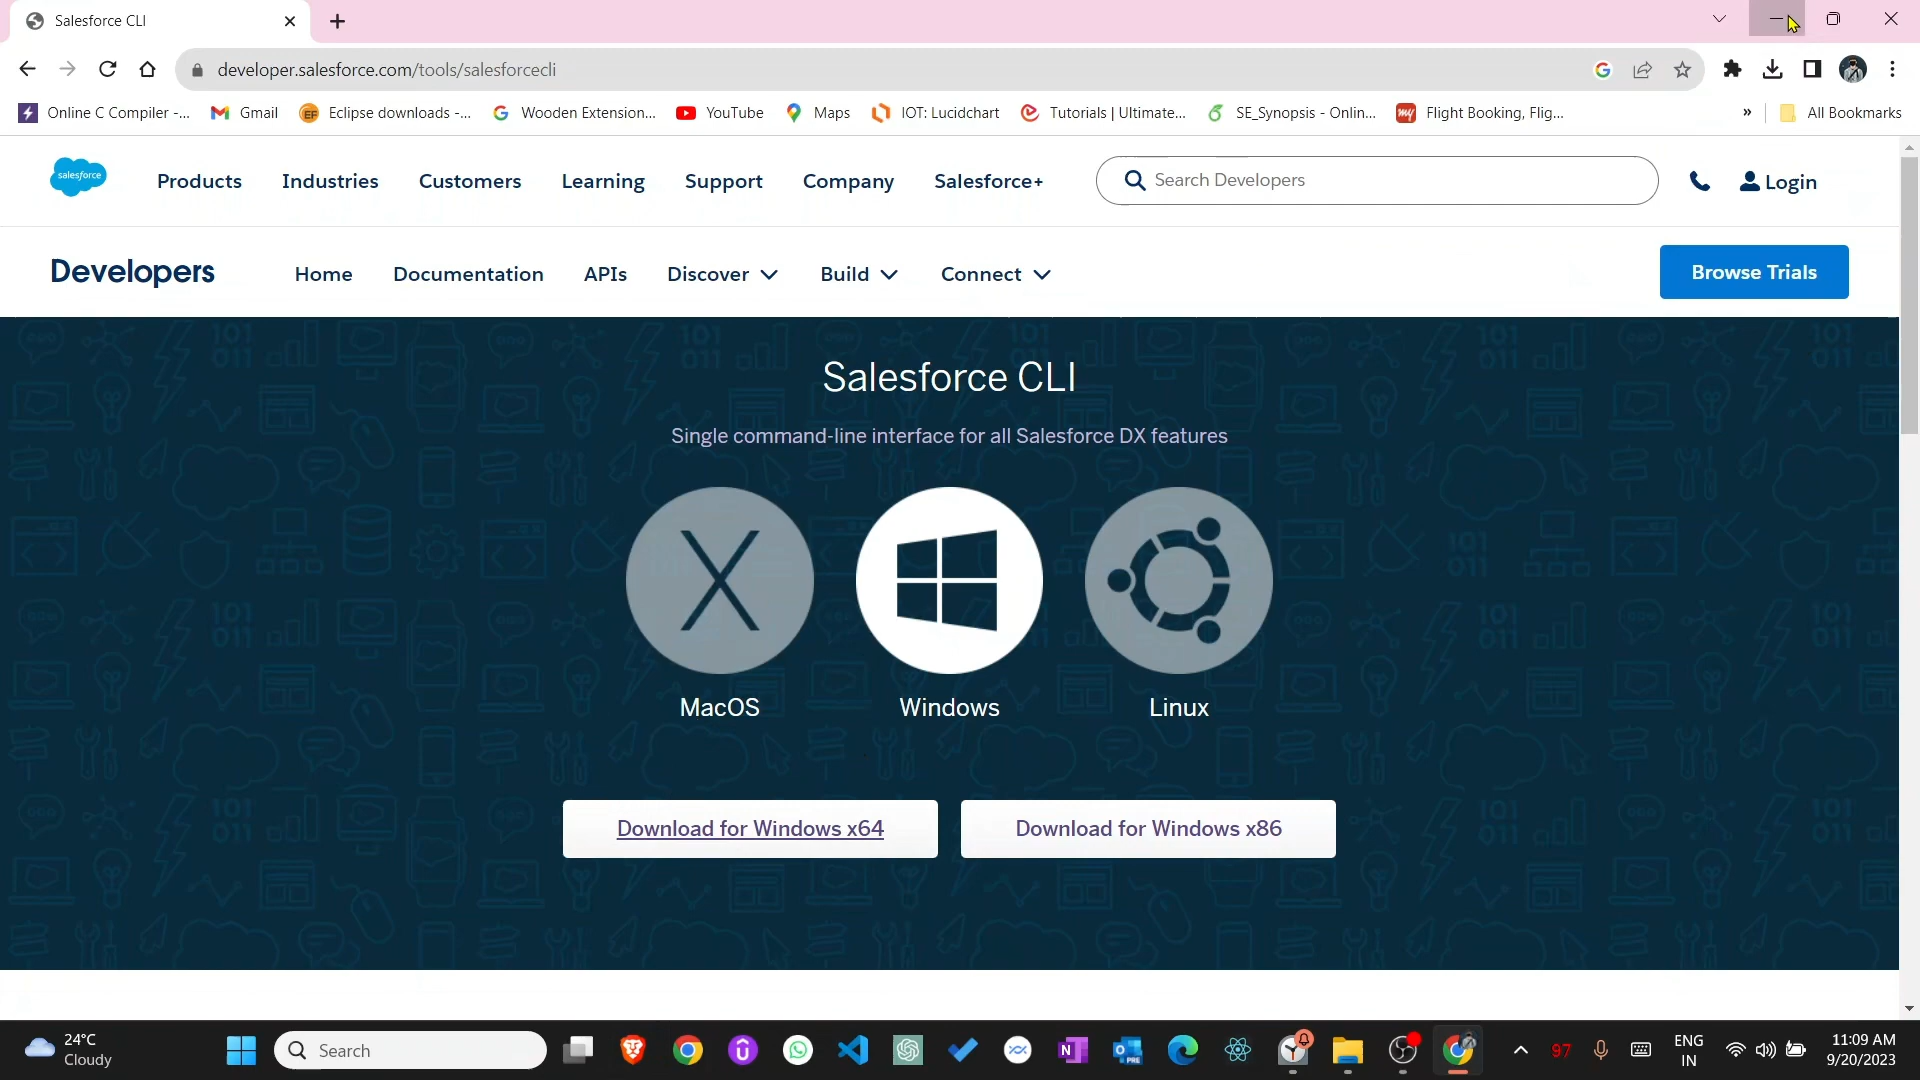 Salesforce CLI
developer.salesforce.com/tools/salesforcecli
Online C Compiler -... Gmail Eclipse downloads -... Wooden Extension... YouTube Maps IOT: Lucidchart Tutorials | Ultimate... SE_Synopsis - Onlin... Flight Booking, Flig... » All Bookmarks
salesforce Products Industries Customers Learning Support Company Salesforce+ Search Developers Login
Developers Home Documentation APIs Discover Build Connect Browse Trials
Salesforce CLI
Single command-line interface for all Salesforce DX features
MacOS Windows Linux
Download for Windows x64 Download for Windows x86
24°C
Cloudy
Search
97
ENG
IN
11:09 AM
9/20/2023